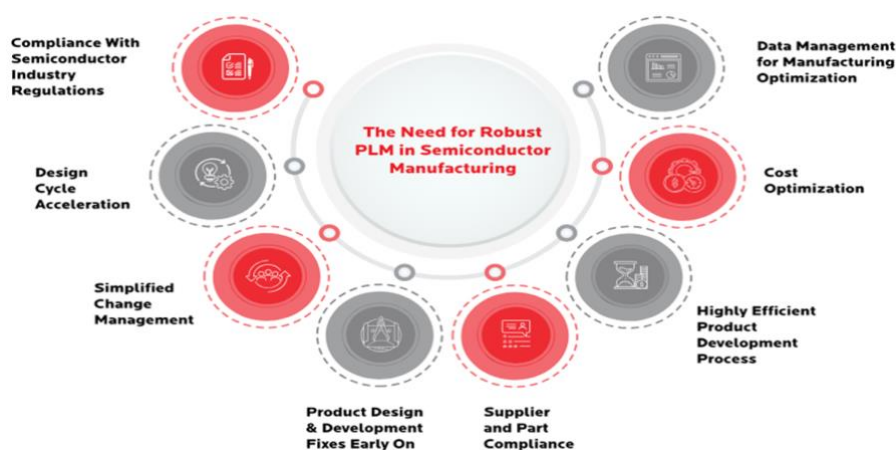 The Need for Robust
PLM in Semiconductor
Manufacturing
Compliance With
Semiconductor
Industry
Regulations
Design
Cycle
Acceleration
Simplified
Change
Management
Product Design
& Development
Fixes Early On
Supplier
and Part
Compliance
Highly Efficient
Product
Development
Process
Cost
Optimization
Data Management
for Manufacturing
Optimization